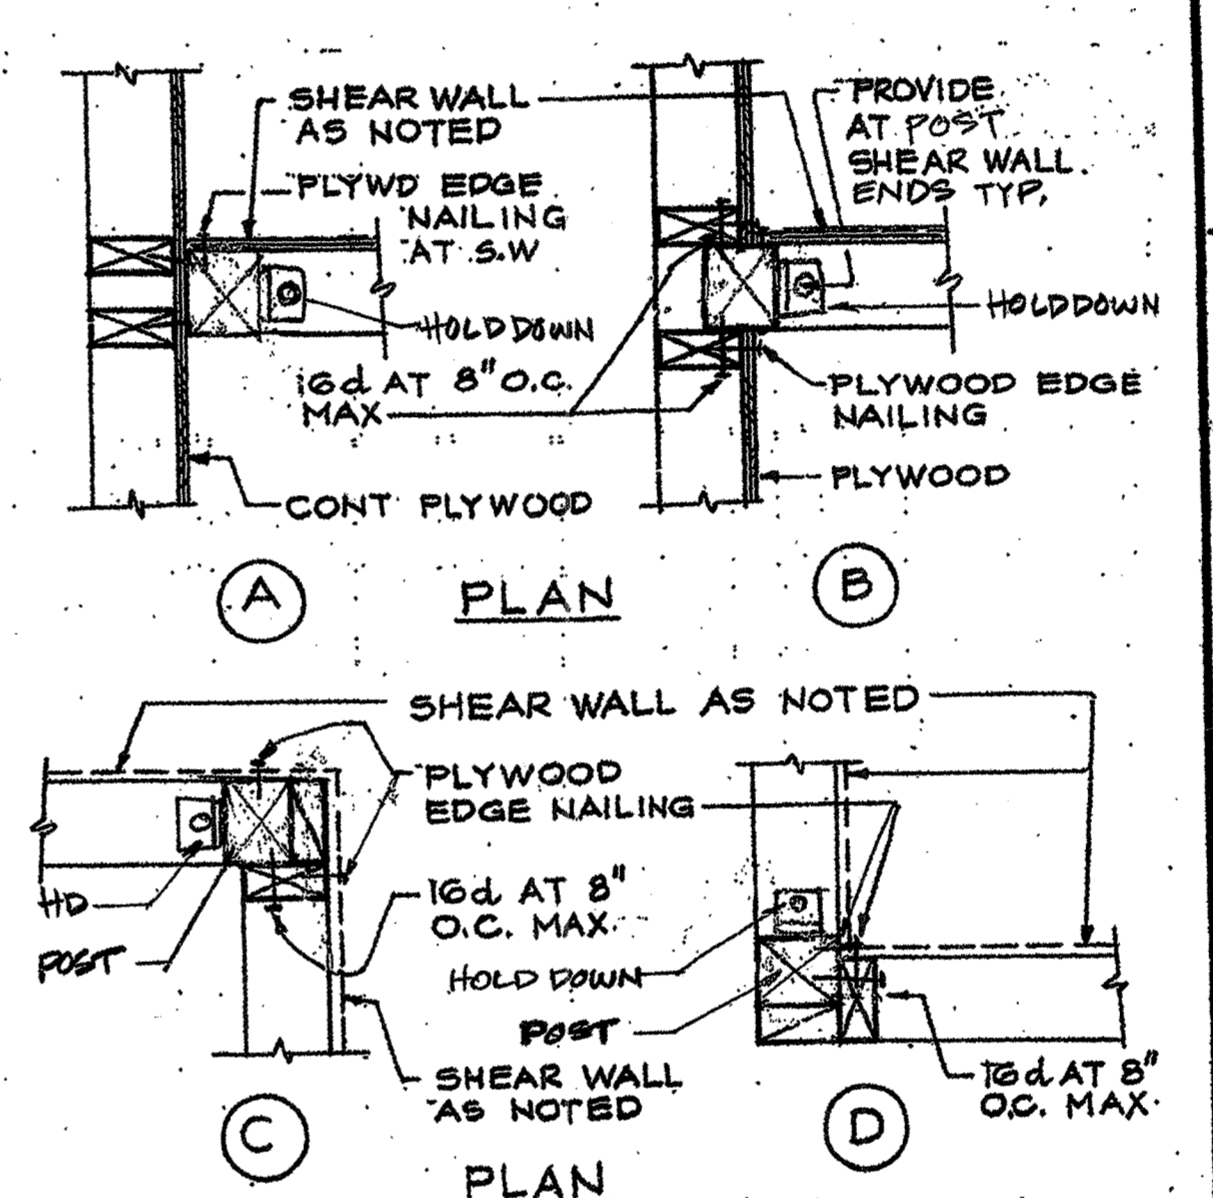 SHEAR WALL
AS NOTED
PLYWD EDGE
NAILING
AT S.W
HOLD DOWN
16d AT 8" O.C.
MAX
CONT PLYWOOD
A
PLAN
PROVIDE
AT POST
SHEAR WALL
ENDS TYP.
HOLDDOWN
PLYWOOD EDGE
NAILING
PLYWOOD
B
SHEAR WALL AS NOTED
PLYWOOD
EDGE NAILING
HD
POST
16d AT 8"
O.C. MAX.
HOLD DOWN
POST
SHEAR WALL
AS NOTED
C
16d AT 8"
O.C. MAX.
D
PLAN